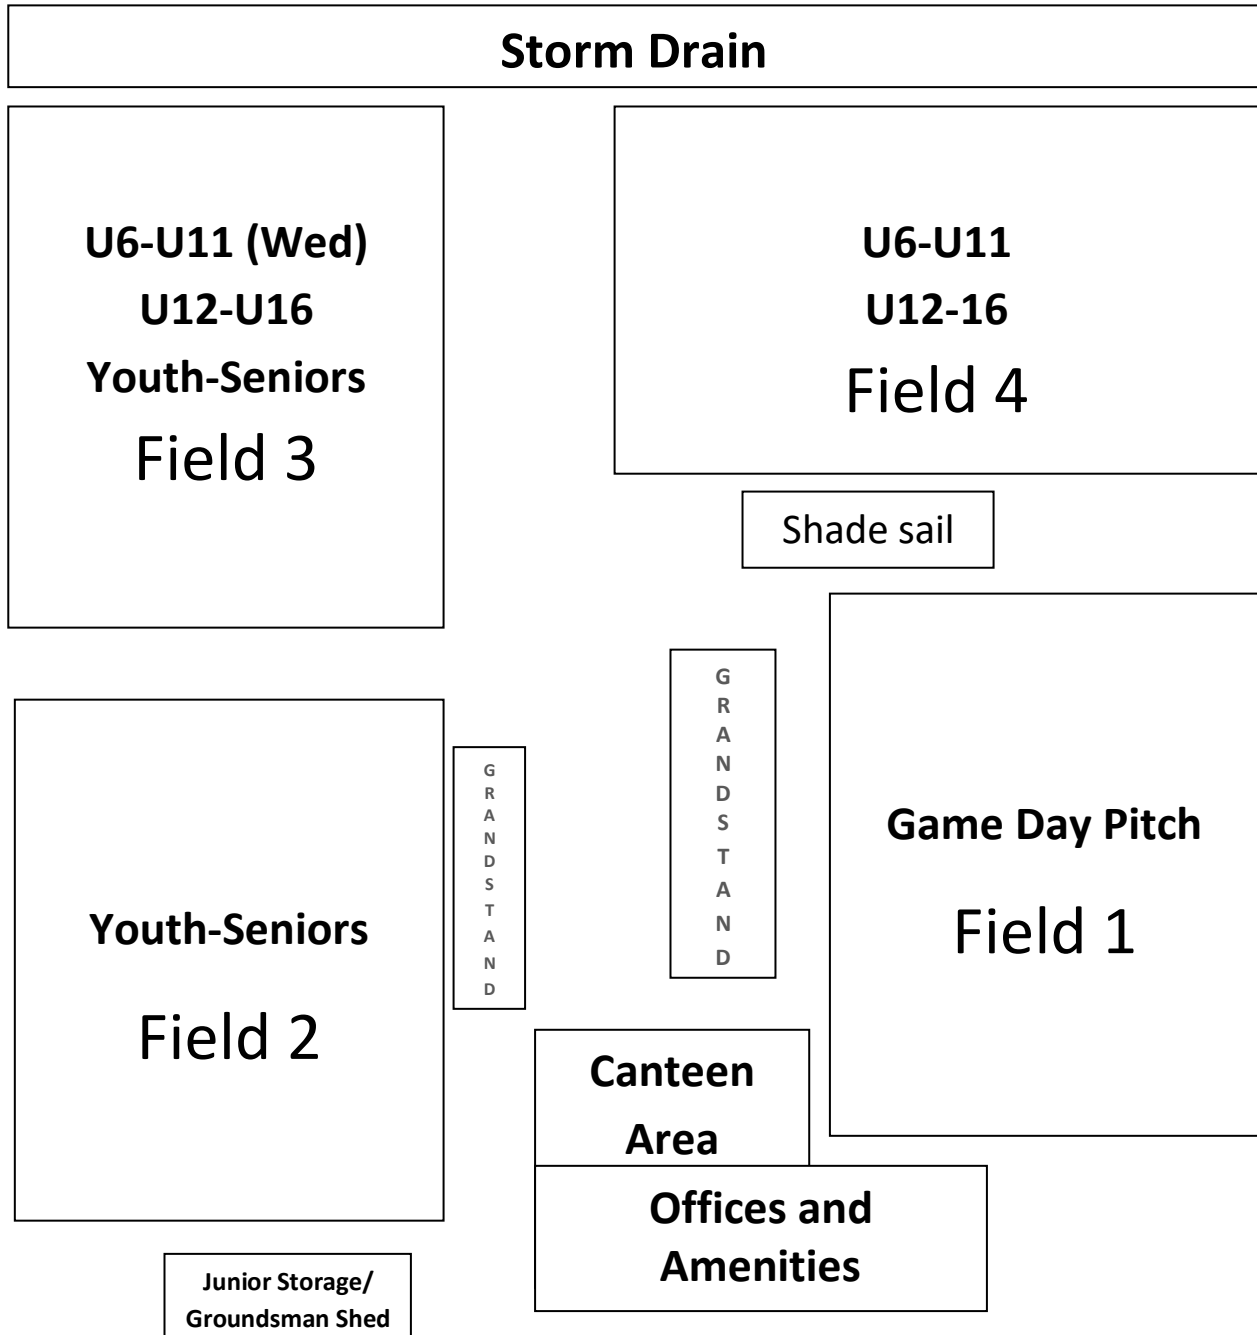 Storm Drain
U6-U11 (Wed)
U12-U16
Youth-Seniors
Field 3
U6-U11
U12-16
Field 4
Shade sail
GRANDSTAND
GRANDSTAND
Game Day Pitch
Field 1
Youth-Seniors
Field 2
Canteen
Area
Offices and
Amenities
Junior Storage/
Groundsman Shed